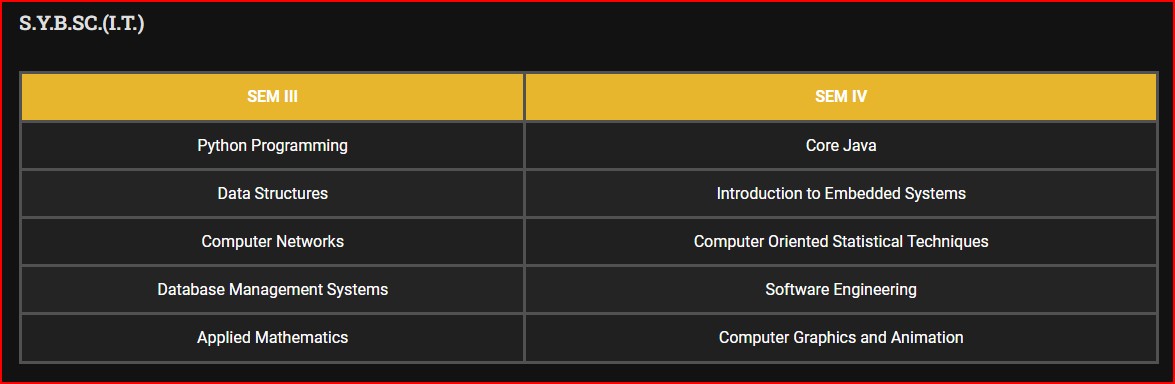 S.Y.B.SC.(I.T.)
SEM III SEM IV
Python Programming Core Java
Data Structures Introduction to Embedded Systems
Computer Networks Computer Oriented Statistical Techniques
Database Management Systems Software Engineering
Applied Mathematics Computer Graphics and Animation